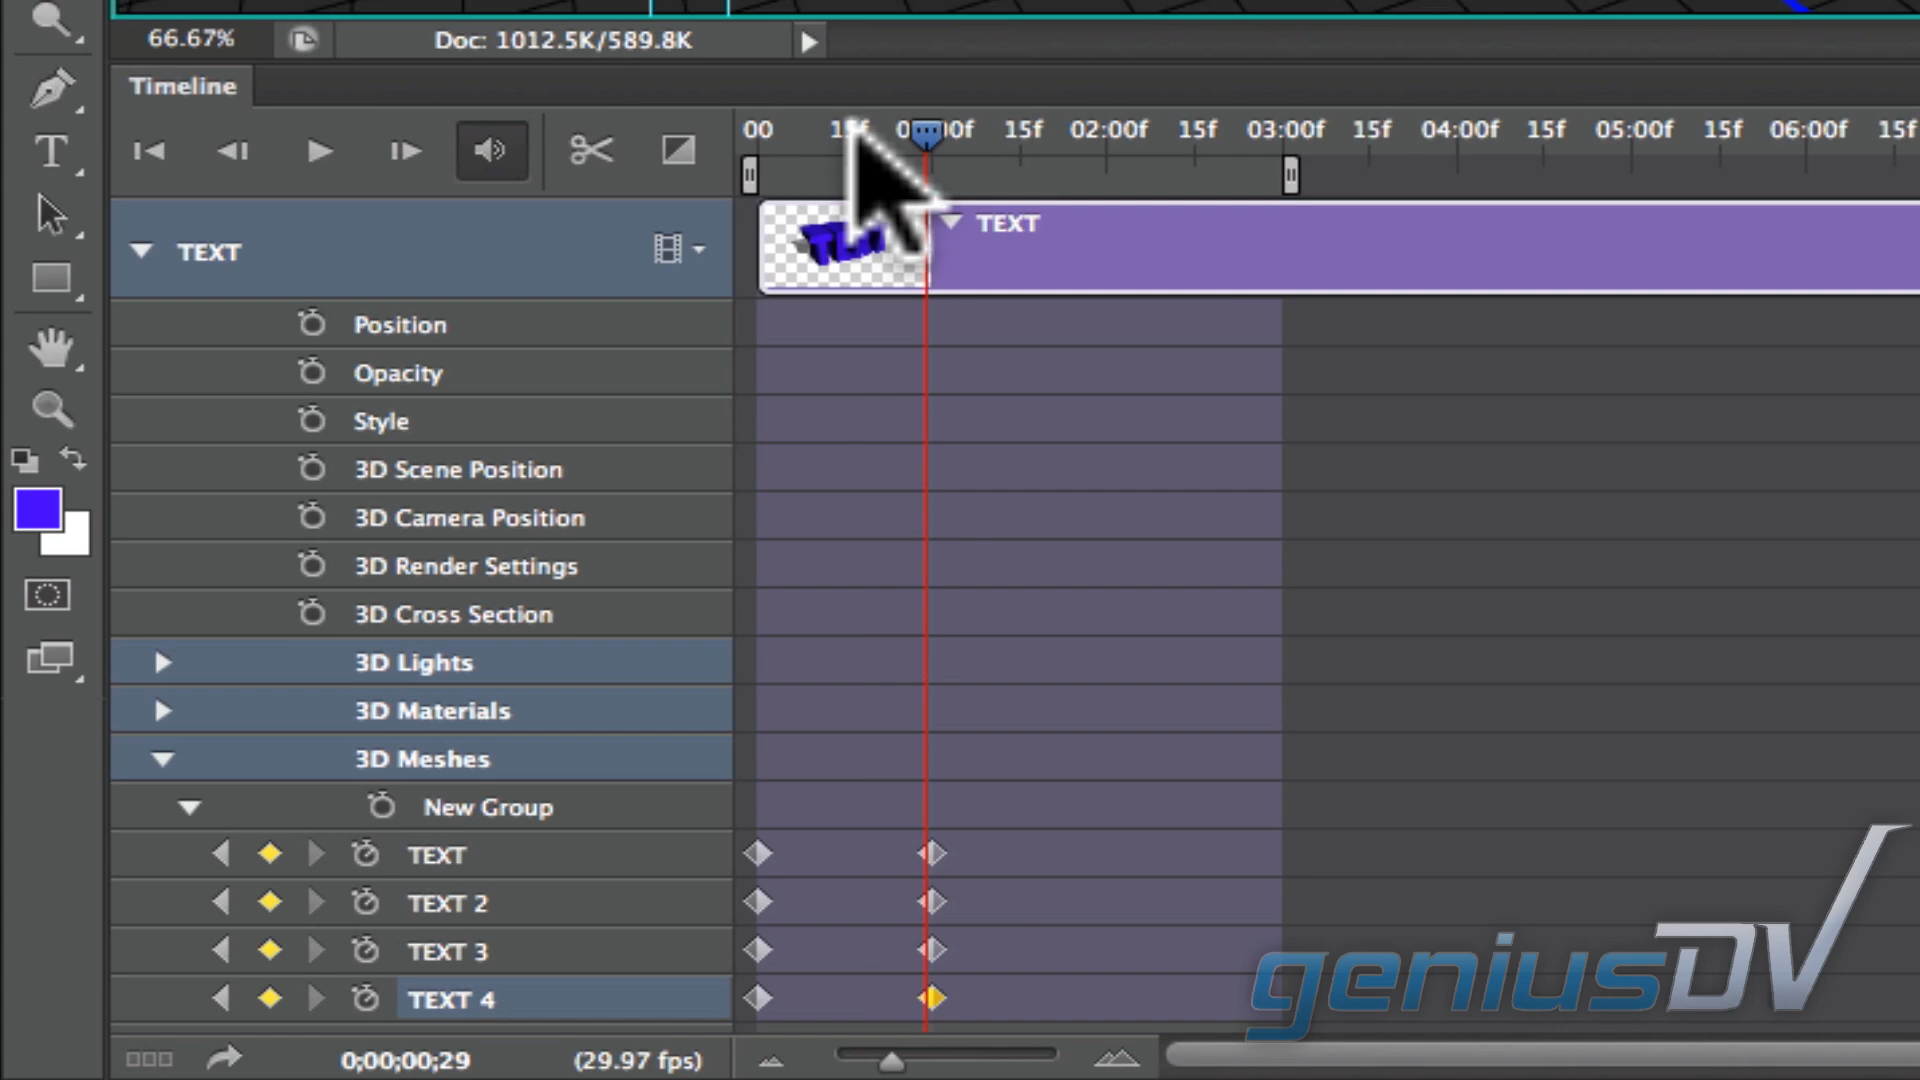 66.67%
Doc: 1012.5K/589.8K
Timeline
00 15f 15f 02:00f 15f 03:00f 15f 04:00f 15f 05:00f 15f 06:00f 15f
TEXT
TEXT
Position
Opacity
Style
3D Scene Position
3D Camera Position
3D Render Settings
3D Cross Section
3D Lights
3D Materials
3D Meshes
New Group
TEXT
TEXT 2
TEXT 3
TEXT 4
geniusDV
0;00;00;29 (29.97 fps)